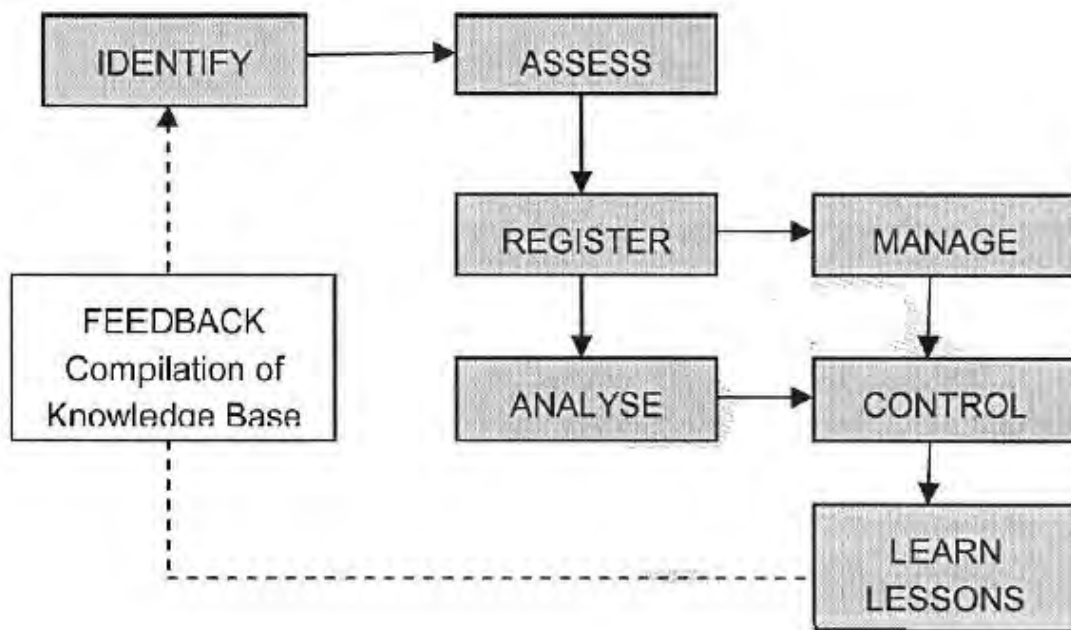 IDENTIFY
ASSESS
REGISTER
MANAGE
FEEDBACK
Compilation of
Knowledge Base
ANALYSE
CONTROL
LEARN
LESSONS